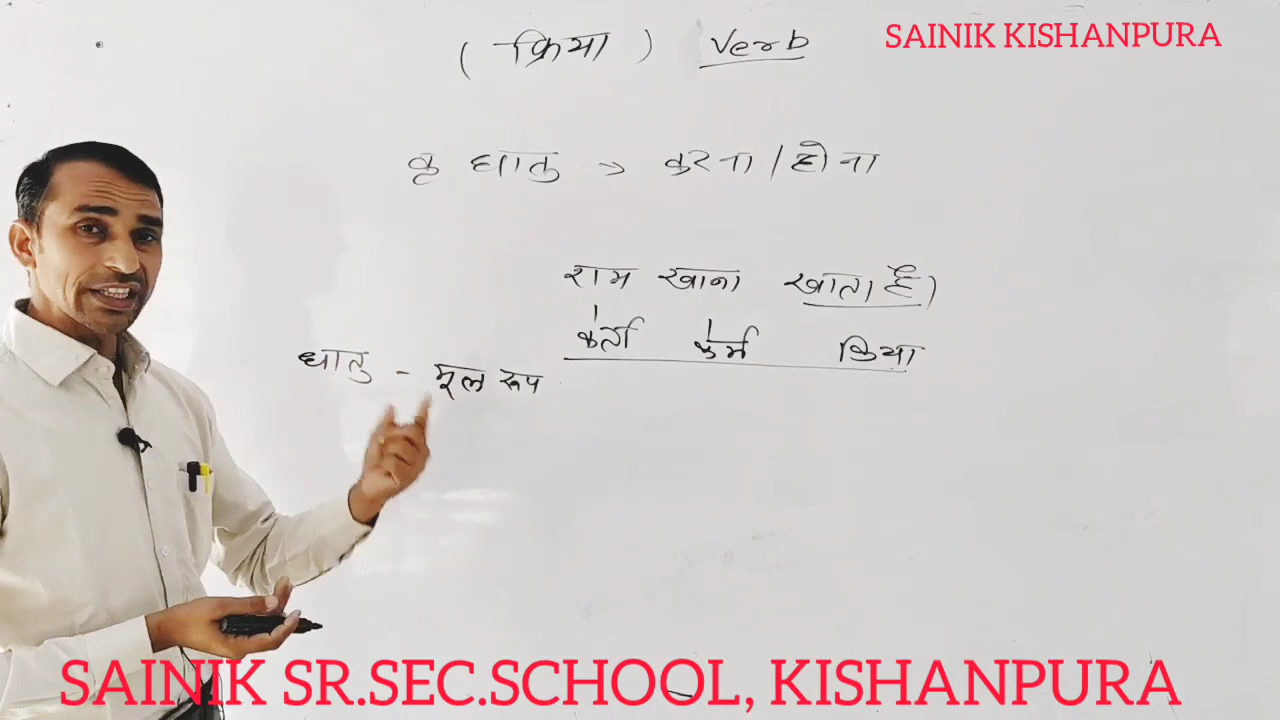 SAINIK KISHANPURA
( क्रिया ) Verb
कृ धातु > करना / होना
राम खाना खाता है।
कर्ता कर्म क्रिया
धातु - मूल रूप
SAINIK SR.SEC.SCHOOL, KISHANPURA